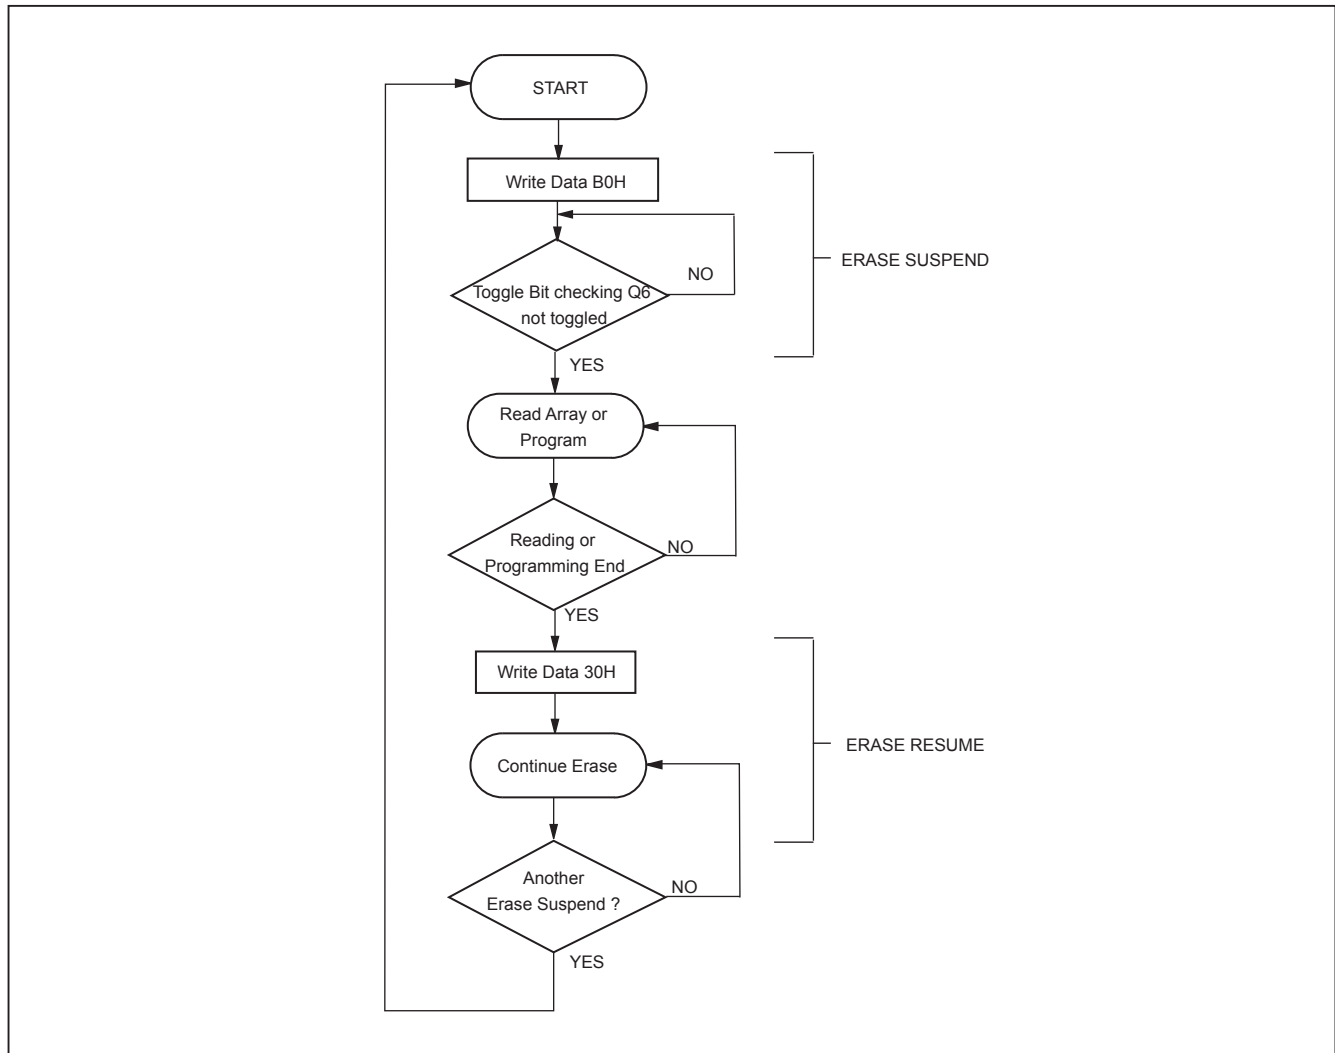 START
Write Data B0H
ERASE SUSPEND
NO
Toggle Bit checking Q6
not toggled
YES
Read Array or
Program
Reading or
Programming End
NO
YES
Write Data 30H
ERASE RESUME
Continue Erase
Another
Erase Suspend ?
NO
YES